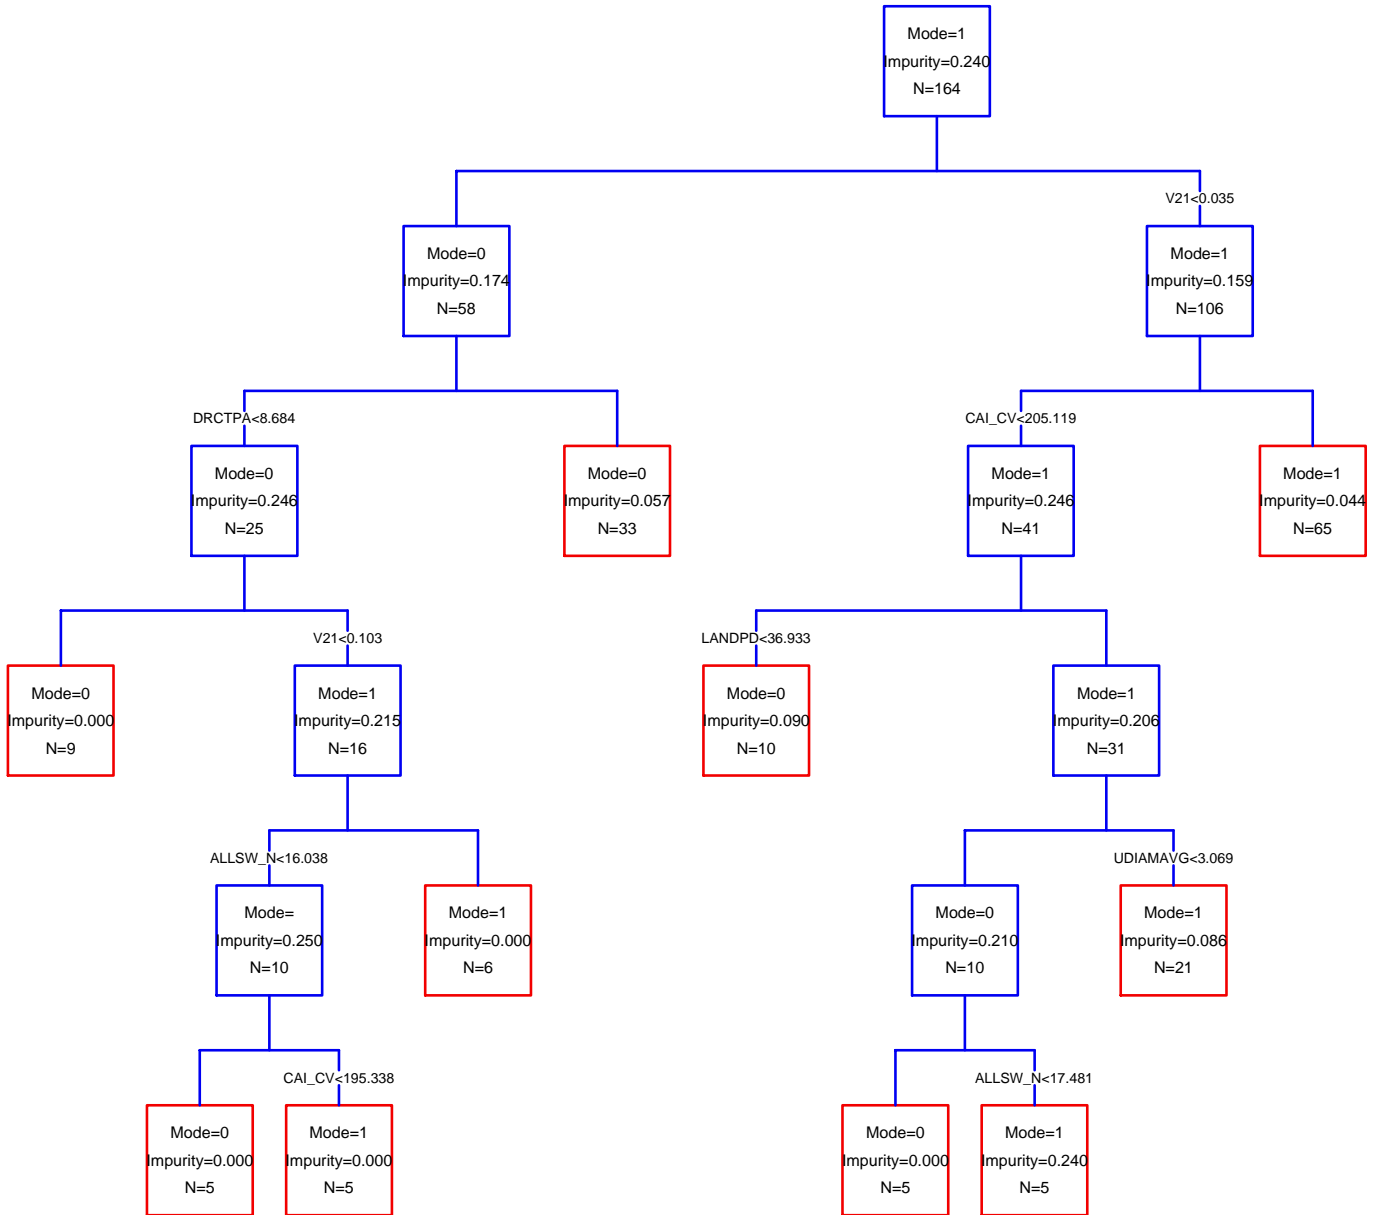 Mode=1
Impurity=0.240
N=164
V21<0.035
Mode=0
Impurity=0.174
N=58
Mode=1
Impurity=0.159
N=106
DRCTPA<8.684
CAI_CV<205.119
Mode=0
Impurity=0.246
N=25
Mode=0
Impurity=0.057
N=33
Mode=1
Impurity=0.246
N=41
Mode=1
Impurity=0.044
N=65
V21<0.103
LANDPD<36.933
Mode=0
Impurity=0.000
N=9
Mode=1
Impurity=0.215
N=16
Mode=0
Impurity=0.090
N=10
Mode=1
Impurity=0.206
N=31
ALLSW_N<16.038
UDIAMAVG<3.069
Mode=
Impurity=0.250
N=10
Mode=1
Impurity=0.000
N=6
Mode=0
Impurity=0.210
N=10
Mode=1
Impurity=0.086
N=21
CAI_CV<195.338
ALLSW_N<17.481
Mode=0
Impurity=0.000
N=5
Mode=1
Impurity=0.000
N=5
Mode=0
Impurity=0.000
N=5
Mode=1
Impurity=0.240
N=5